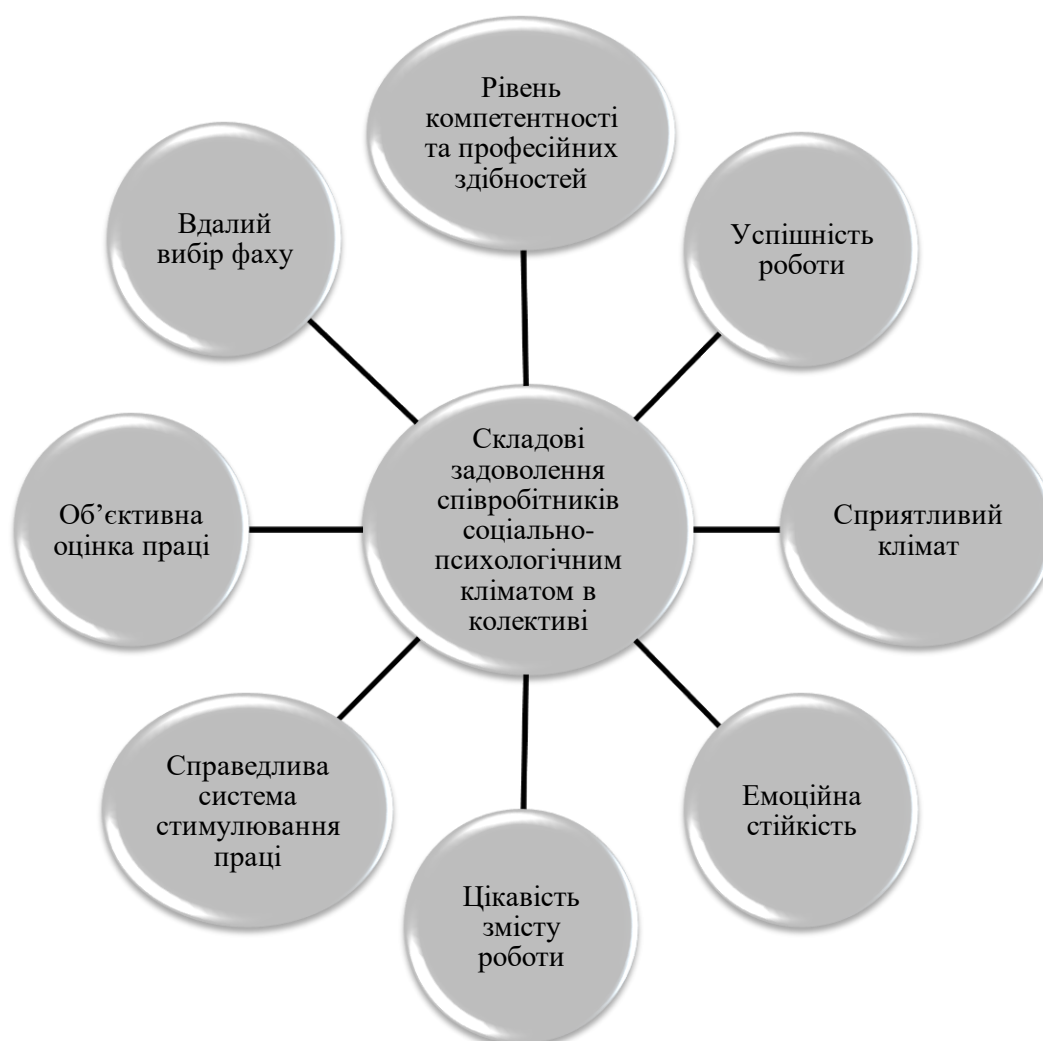 Рівень
компетентності
та професійних
здібностей
Успішність
роботи
Сприятливий
клімат
Емоційна
стійкість
Цікавість
змісту
роботи
Справедлива
система
стимулювання
праці
Об’єктивна
оцінка праці
Вдалий
вибір фаху
Складові
задоволення
співробітників
соціально-
психологічним
кліматом в
колективі